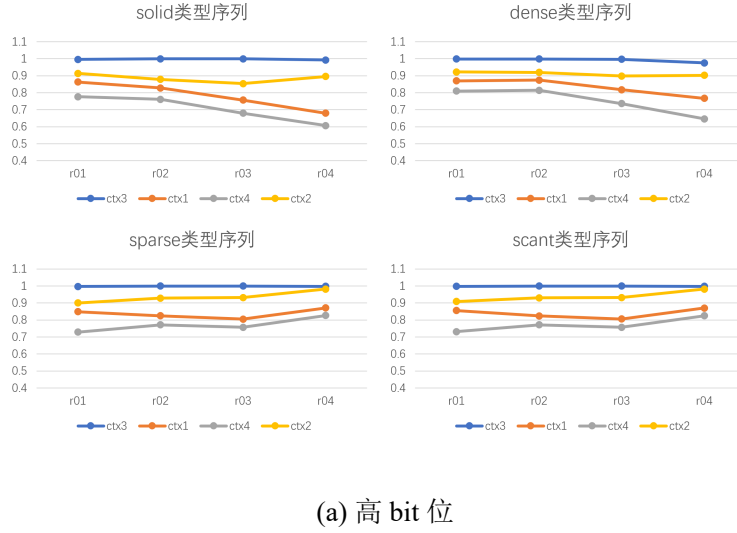 solid类型序列
1.1
1
0.9
0.8
0.7
0.6
0.5
0.4
r01 r02 r03 r04
ctx3 ctx1 ctx4 ctx2
dense类型序列
1.1
1
0.9
0.8
0.7
0.6
0.5
0.4
r01 r02 r03 r04
ctx3 ctx1 ctx4 ctx2
sparse类型序列
1.1
1
0.9
0.8
0.7
0.6
0.5
0.4
r01 r02 r03 r04
ctx3 ctx1 ctx4 ctx2
scant类型序列
1.1
1
0.9
0.8
0.7
0.6
0.5
0.4
r01 r02 r03 r04
ctx3 ctx1 ctx4 ctx2
(a) 高 bit 位